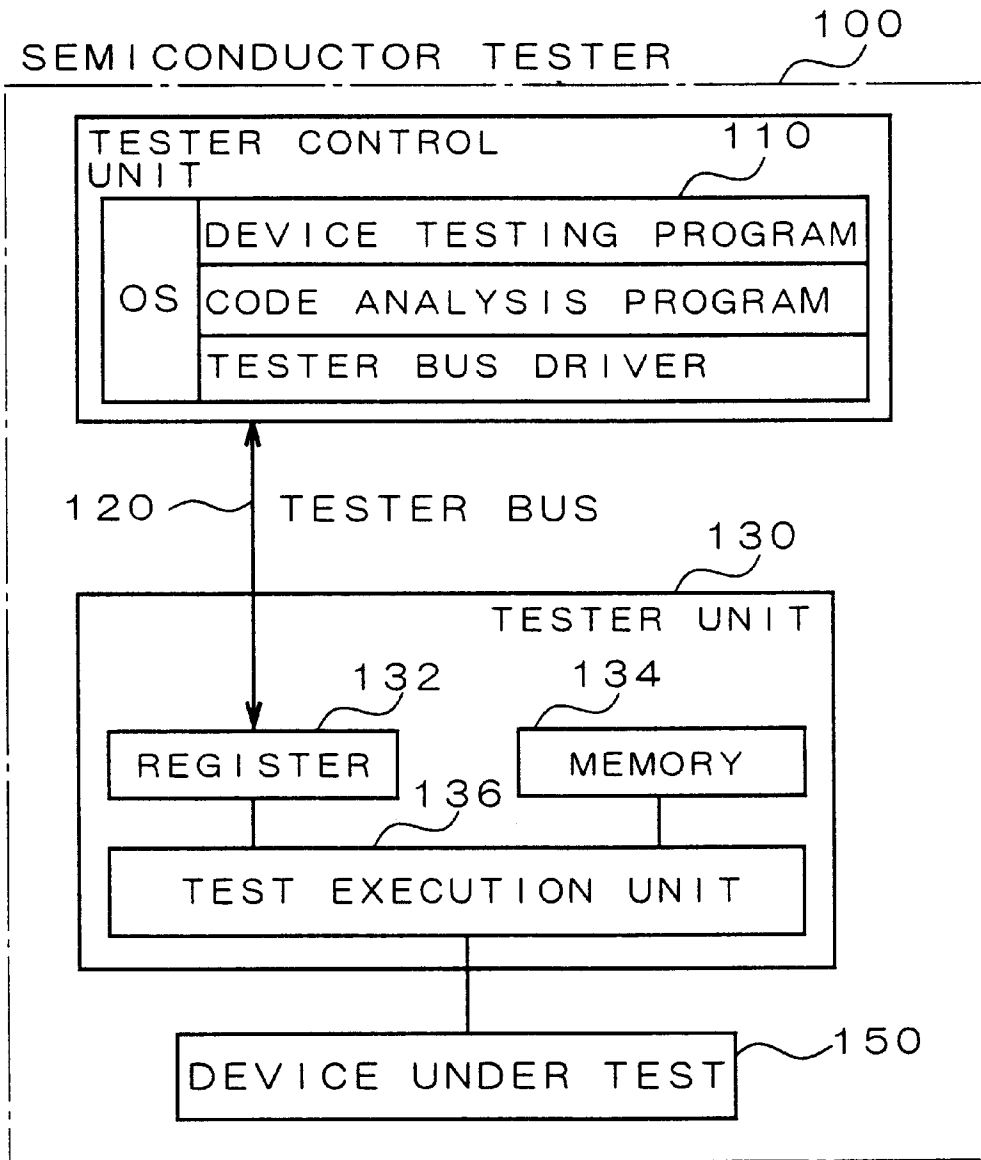 100
SEMICONDUCTOR TESTER
TESTER CONTROL
UNIT
110
OS
DEVICE TESTING PROGRAM
CODE ANALYSIS PROGRAM
TESTER BUS DRIVER
120
TESTER BUS
130
TESTER UNIT
132
134
REGISTER
MEMORY
136
TEST EXECUTION UNIT
150
DEVICE UNDER TEST